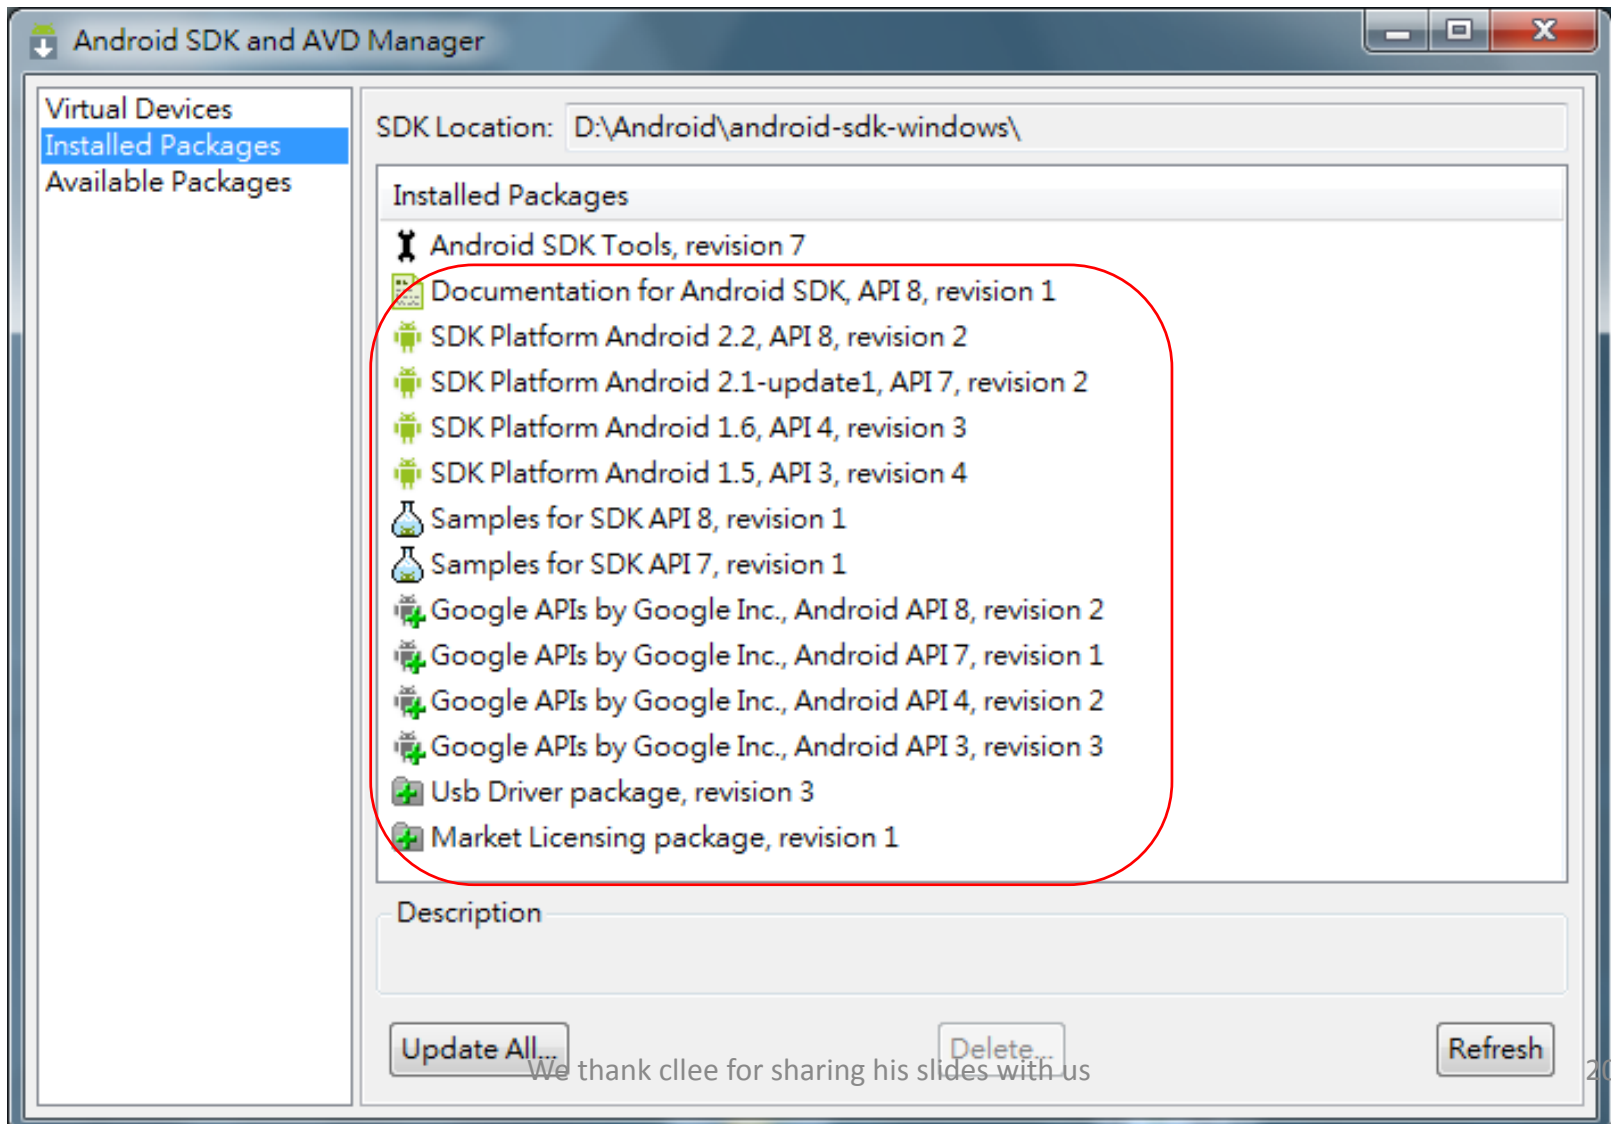 Android SDK and AVD Manager
Virtual Devices
Installed Packages
Available Packages
SDK Location: D:\Android\android-sdk-windows\
Installed Packages
Android SDK Tools, revision 7
Documentation for Android SDK, API 8, revision 1
SDK Platform Android 2.2, API 8, revision 2
SDK Platform Android 2.1-update1, API 7, revision 2
SDK Platform Android 1.6, API 4, revision 3
SDK Platform Android 1.5, API 3, revision 4
Samples for SDK API 8, revision 1
Samples for SDK API 7, revision 1
Google APIs by Google Inc., Android API 8, revision 2
Google APIs by Google Inc., Android API 7, revision 1
Google APIs by Google Inc., Android API 4, revision 2
Google APIs by Google Inc., Android API 3, revision 3
Usb Driver package, revision 3
Market Licensing package, revision 1
Description
Update All... Delete... Refresh
We thank cllee for sharing his slides with us